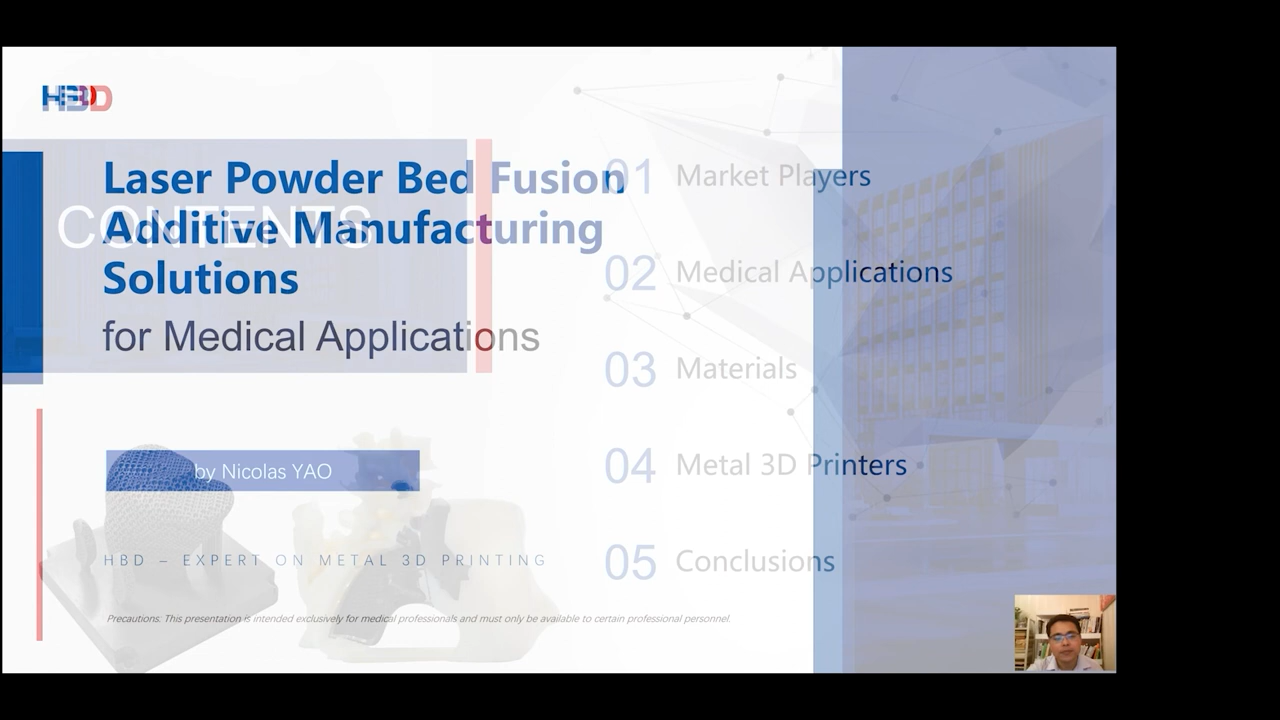 HBD
Laser Powder Bed Fusion
Additive Manufacturing
Solutions
for Medical Applications
by Nicolas YAO
HBD – EXPERT ON METAL 3D PRINTING
Precautions: This presentation is intended exclusively for medical professionals and must only be available to certain professional personnel.
CONTENTS
01 Market Players
02 Medical Applications
03 Materials
04 Metal 3D Printers
05 Conclusions